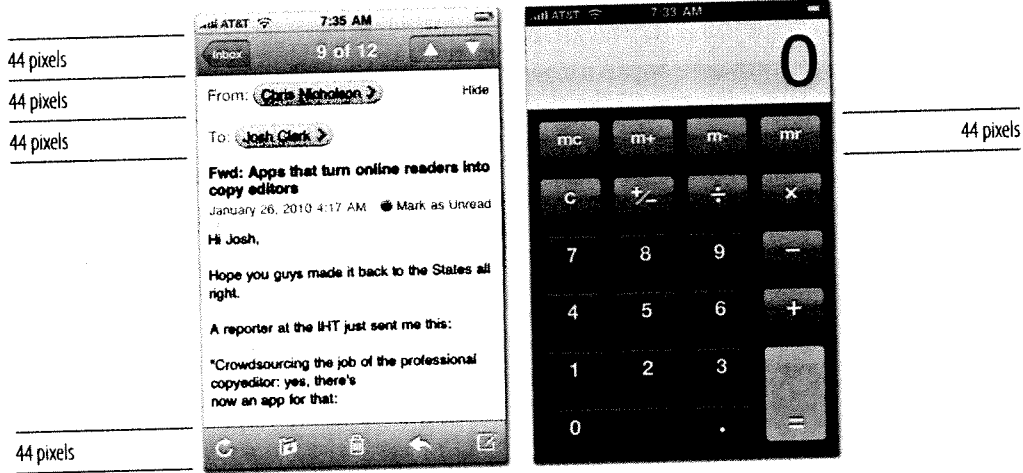 44 pixels
44 pixels
44 pixels
44 pixels
AT&T 7:35 AM
Inbox 9 of 12
From: Chris Nicholson Hide
To: Josh Clark
Fwd: Apps that turn online readers into
copy editors
January 26, 2010 4:17 AM Mark as Unread
Hi Josh,
Hope you guys made it back to the States all
right.
A reporter at the IHT just sent me this:
"Crowdsourcing the job of the professional
copyeditor: yes, there's
now an app for that:
AT&T 7:33 AM
0
mc m+ m- mr
c +/− ÷ ×
7 8 9 −
4 5 6 +
1 2 3
0 . =
44 pixels